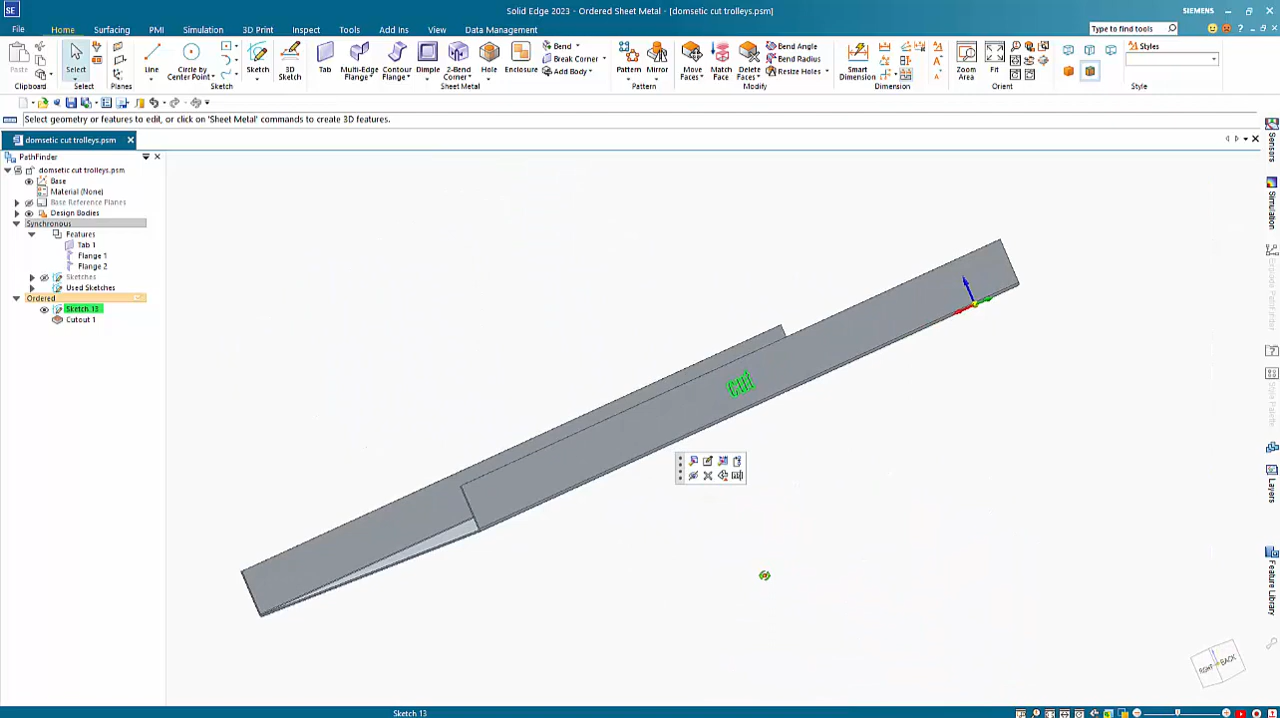 SE Solid Edge 2023 - Ordered Sheet Metal - [domsetic cut trolleys.psm] SIEMENS
File Home Surfacing PMI Simulation 3D Print Inspect Tools Add Ins View Data Management Find tools
Paste Select Line Circle by Center Point Sketch 3D Sketch Tab Multi-Edge Flange Contour Flange Dimple 2-Bend Corner Hole Enclosure Bend Break Corner Add Body Pattern Mirror Move Faces Match Face Delete Faces Bend Angle Bend Radius Resize Holes Smart Dimension Zoom Area Fit Styles
Clipboard Select Planes Sketch Sheet Metal Pattern Modify Dimension Orient Style
Select geometry or features to edit, or click on 'Sheet Metal' commands to create 3D features.
domsetic cut trolleys.psm
PathFinder
domsetic cut trolleys.psm
Base
Material (None)
Base Reference Planes
Design Bodies
Synchronous
Features
Tab 1
Flange 1
Flange 2
Sketches
Used Sketches
Ordered
Sketch 13
Cutout 1
cut
RIGHT BACK
Sensors
Simulation
Engage Pathfinder
Style Palette
Layers
Feature Library
Sketch 13